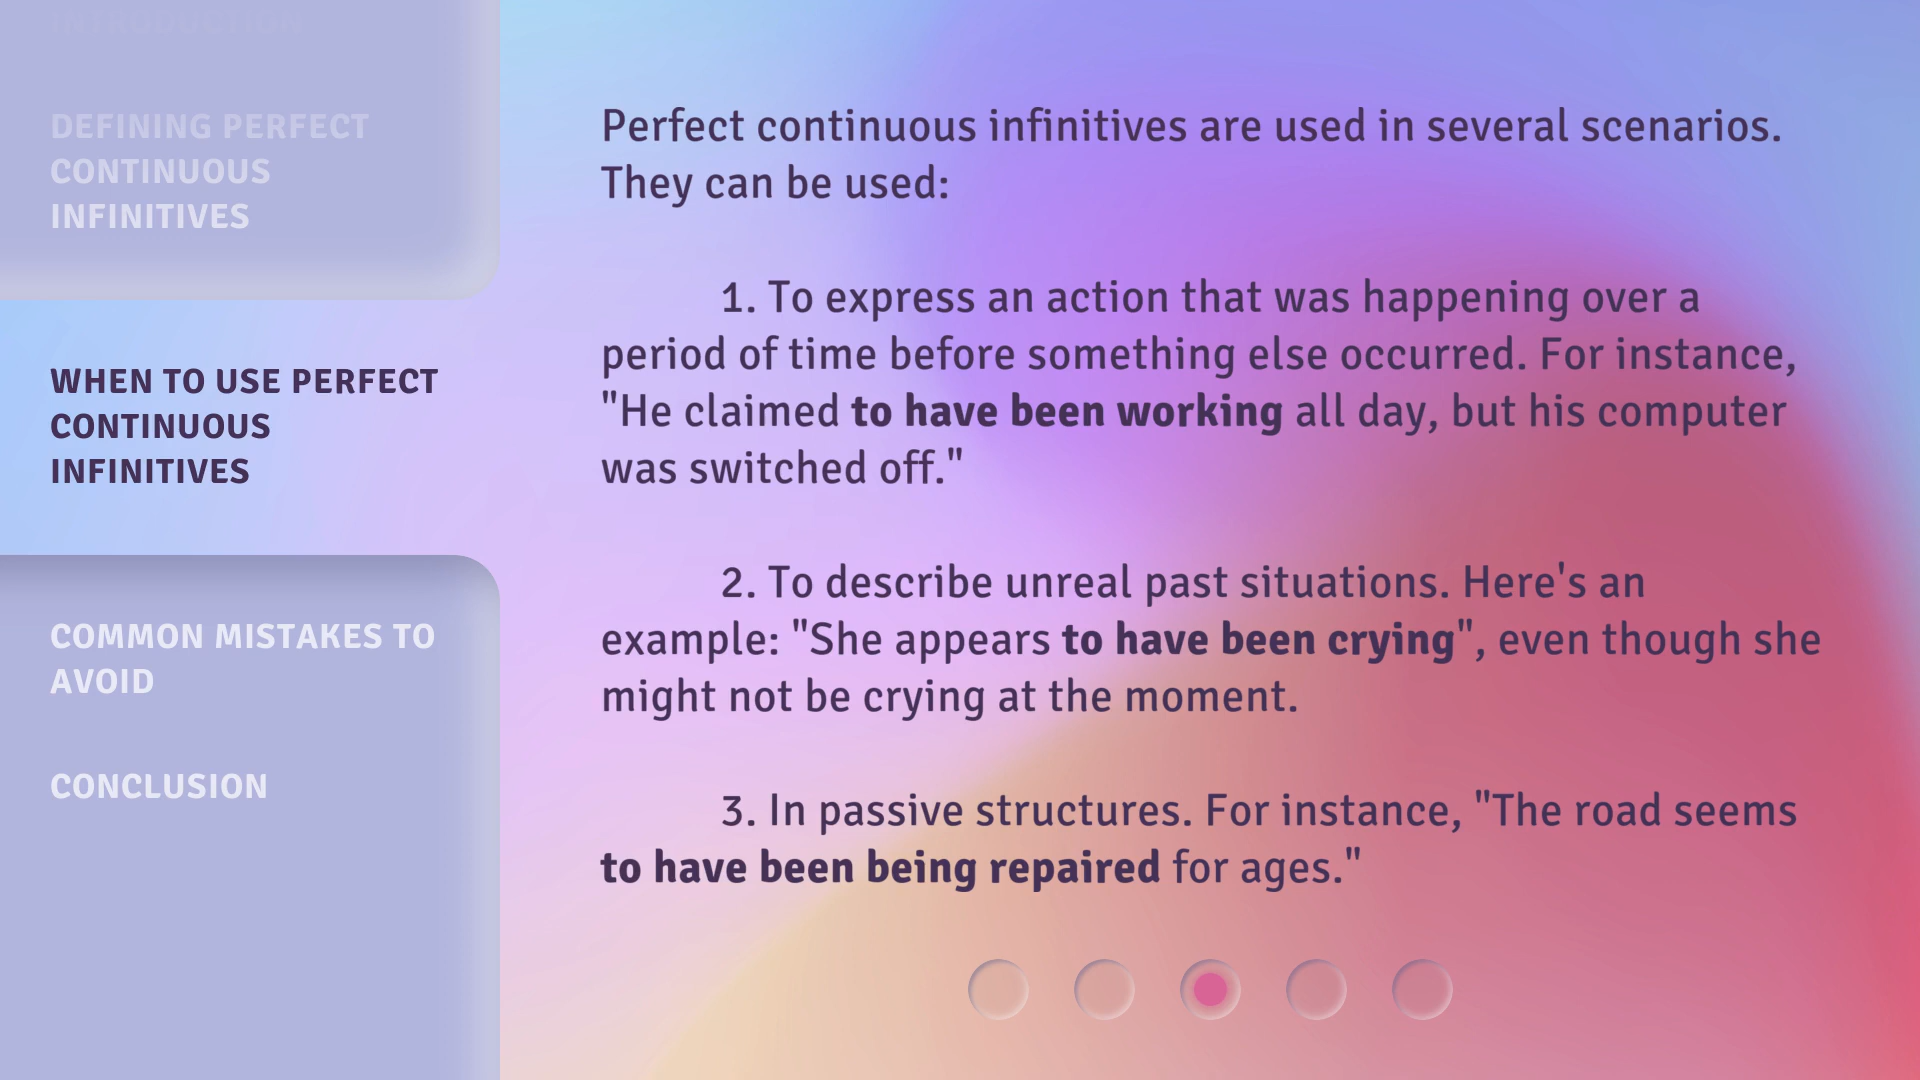 INTRODUCTION
DEFINING PERFECT
CONTINUOUS
INFINITIVES
WHEN TO USE PERFECT
CONTINUOUS
INFINITIVES
COMMON MISTAKES TO
AVOID
CONCLUSION
Perfect continuous infinitives are used in several scenarios.
They can be used:
1. To express an action that was happening over a
period of time before something else occurred. For instance,
"He claimed to have been working all day, but his computer
was switched off."
2. To describe unreal past situations. Here's an
example: "She appears to have been crying", even though she
might not be crying at the moment.
3. In passive structures. For instance, "The road seems
to have been being repaired for ages."